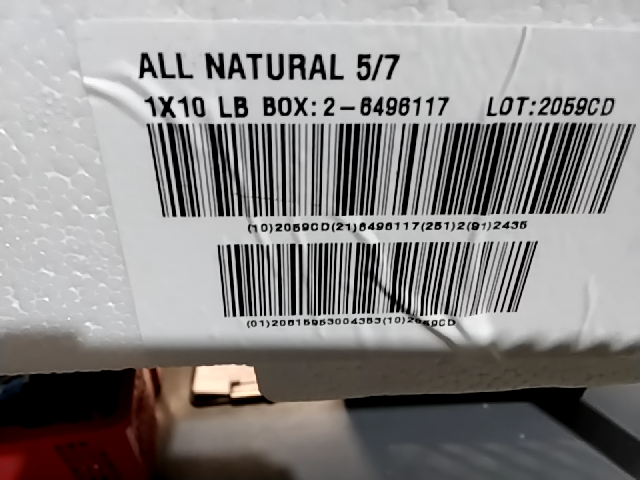 ALL NATURAL 5/7
1X10 LB BOX: 2-6496117 LOT:2059CD
(10)2059CD(21)6496117(251)2(91)2435